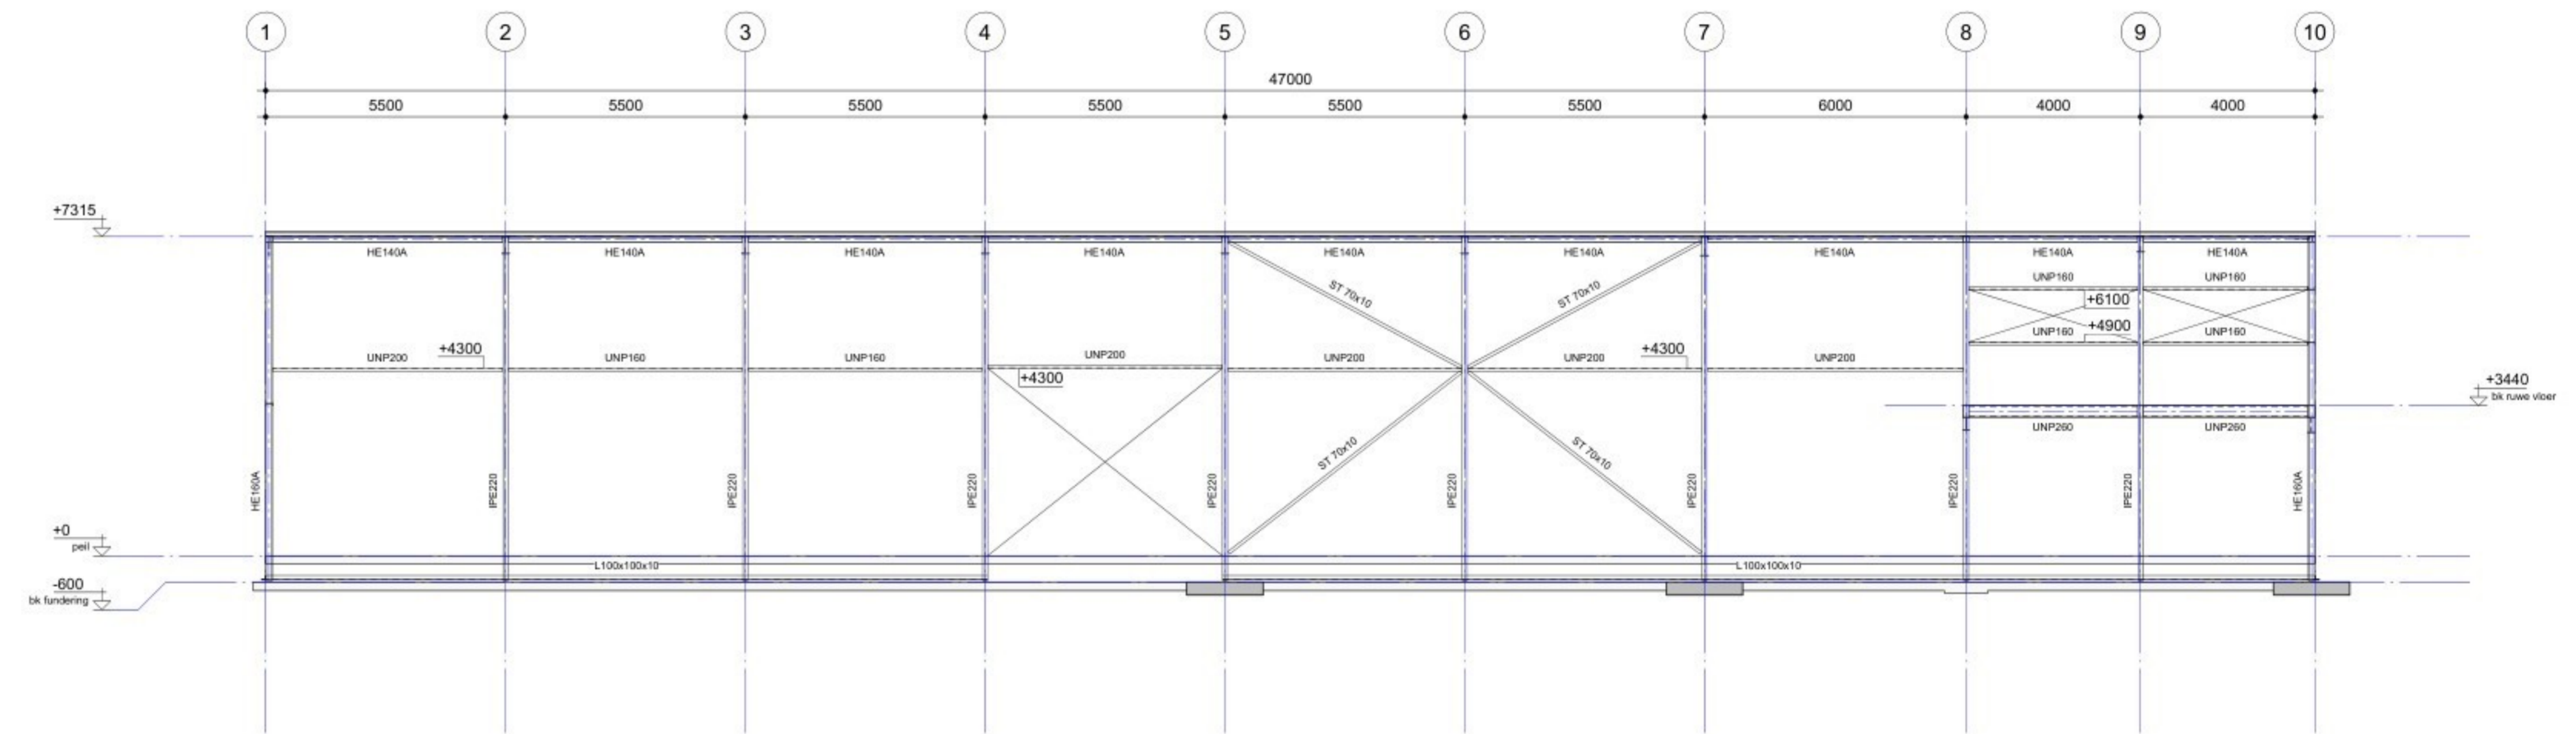 1 2 3 4 5 6 7 8 9 10
47000
5500 5500 5500 5500 5500 5500 6000 4000 4000
+7315
HE140A HE140A HE140A HE140A HE140A HE140A HE140A HE140A HE140A
UNP160 UNP160
ST 70x10 ST 70x10
+6100
+4900
UNP160 UNP160
+4300 +4300
UNP200 UNP160 UNP160 UNP200 UNP200 UNP200 UNP200
+4300
+3440
bk ruwe vloer
UNP260 UNP260
ST 70x10 ST 70x10
HE160A IPE220 IPE220 IPE220 IPE220 IPE220 IPE220 IPE220 IPE220 HE160A
+0
peil
L100x100x10 L100x100x10
-600
bk fundering